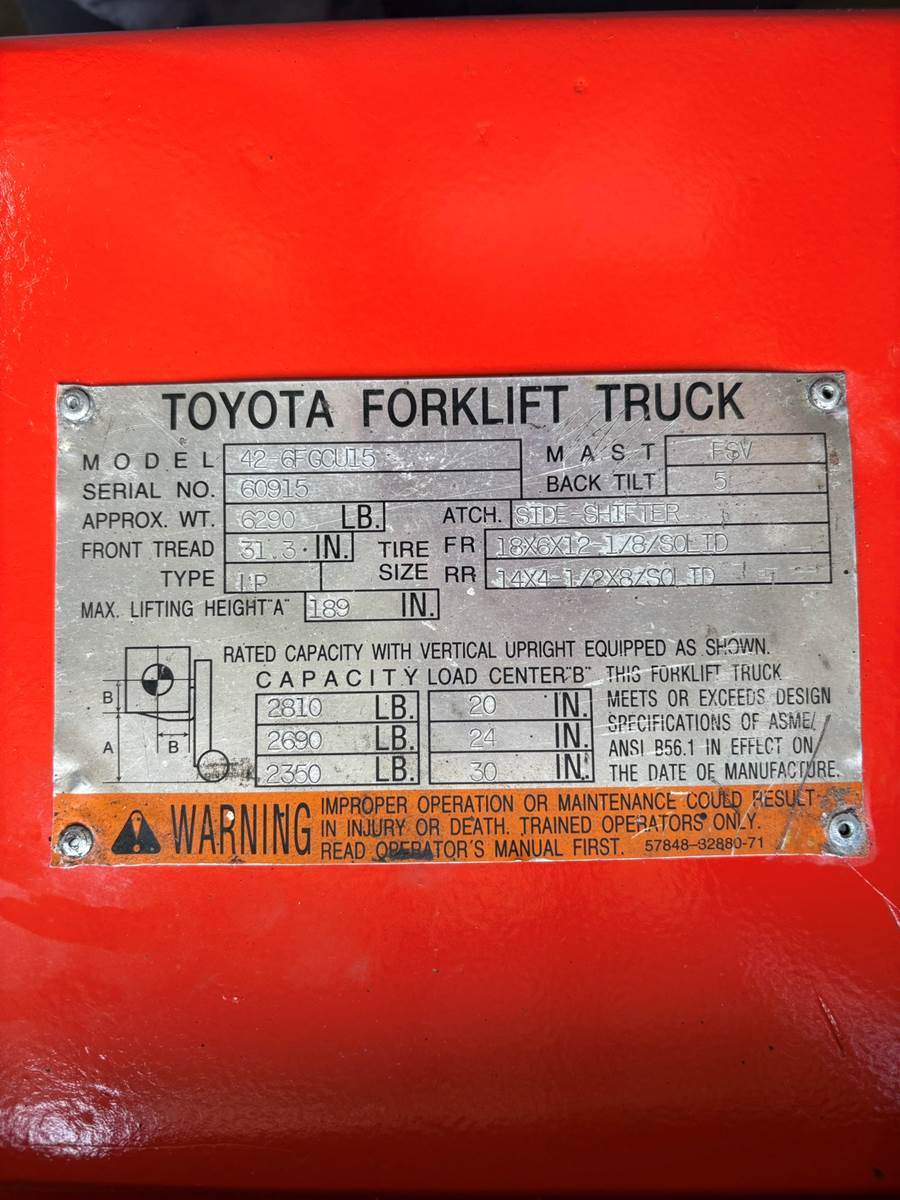 TOYOTA FORKLIFT TRUCK
MODEL 42-6FGCU15 MAST FSV
SERIAL NO. 60915 BACK TILT 5
APPROX. WT. 6290 LB. ATCH. SIDE-SHIFTER
FRONT TREAD 31.3 IN. TIRE SIZE FR 18X6X12-1/8/SOLID
TYPE LP RR 14X4-1/2X8/SOLID
MAX. LIFTING HEIGHT "A" 189 IN.
RATED CAPACITY WITH VERTICAL UPRIGHT EQUIPPED AS SHOWN.
CAPACITY LOAD CENTER "B"
2810 LB. 20 IN.
2690 LB. 24 IN.
2350 LB. 30 IN.
B
A B
THIS FORKLIFT TRUCK
MEETS OR EXCEEDS DESIGN
SPECIFICATIONS OF ASME/
ANSI B56.1 IN EFFECT ON
THE DATE OF MANUFACTURE.
WARNING
IMPROPER OPERATION OR MAINTENANCE COULD RESULT
IN INJURY OR DEATH. TRAINED OPERATORS ONLY.
READ OPERATOR'S MANUAL FIRST. 57848-32880-71